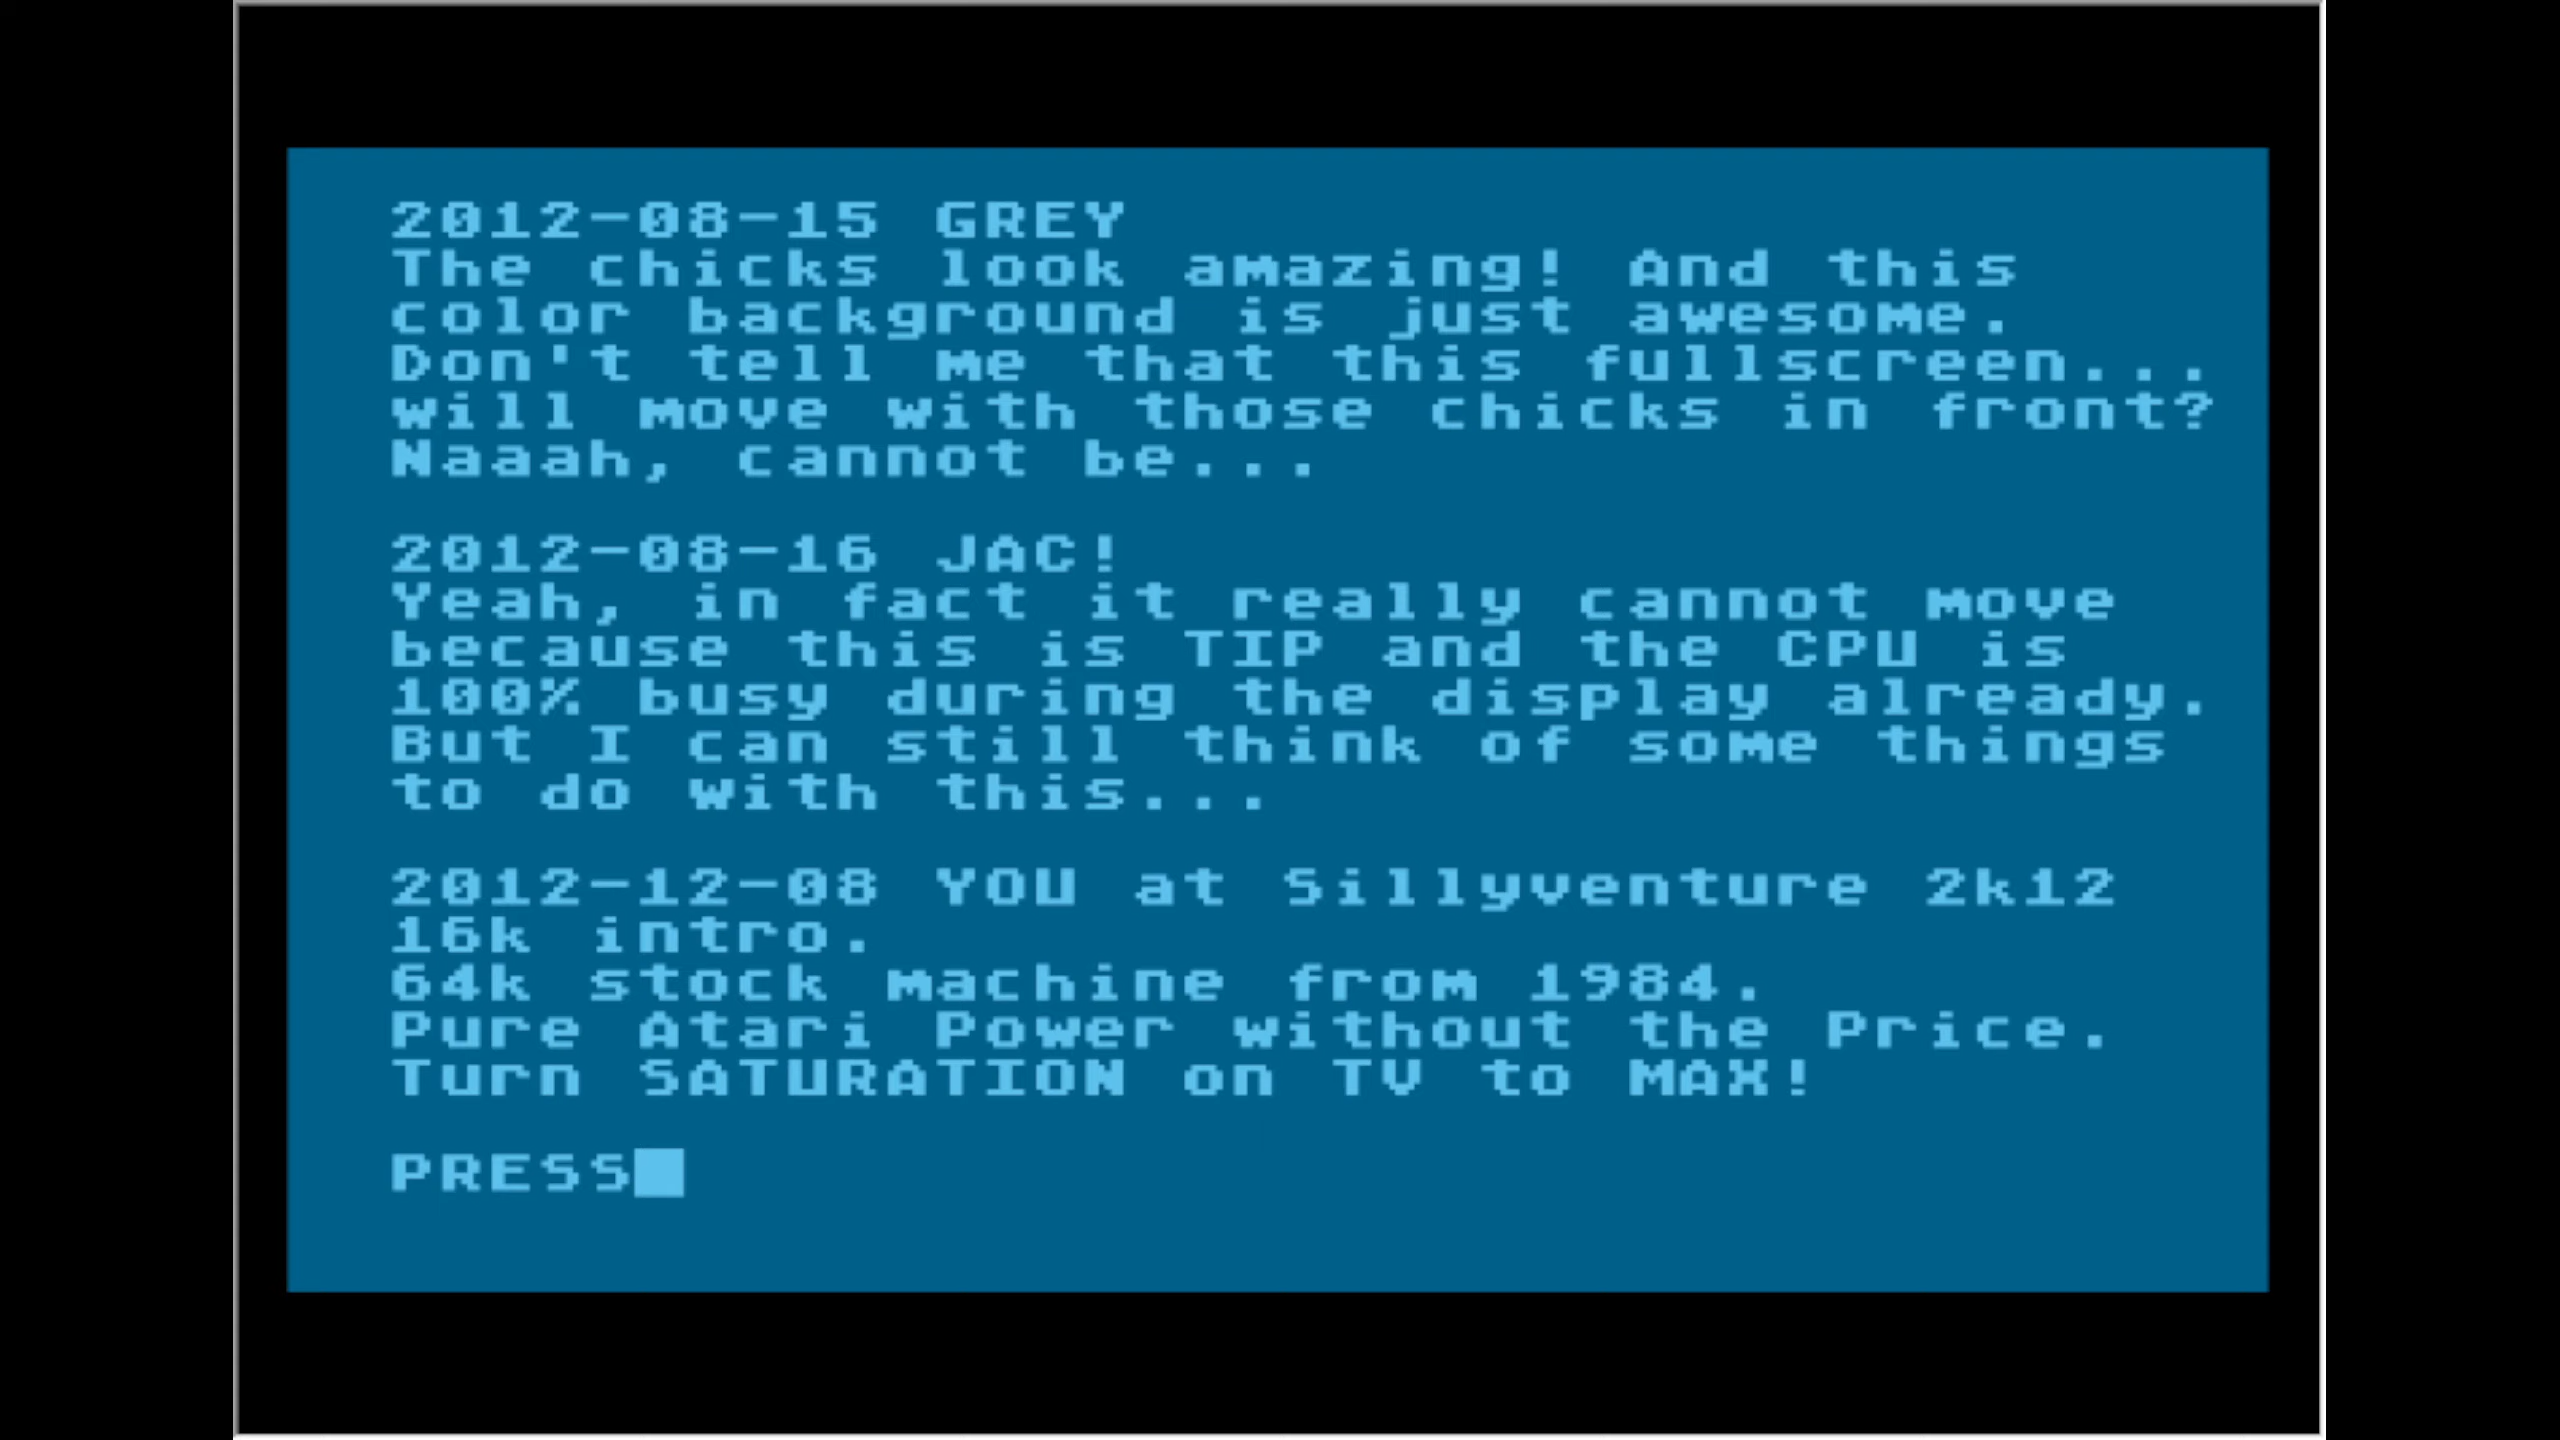 2012-08-15 GREY
The chicks look amazing! And this
color background is just awesome.
Don't tell me that this fullscreen...
will move with those chicks in front?
Naaah, cannot be...
2012-08-16 JAC!
Yeah, in fact it really cannot move
because this is TIP and the CPU is
100% busy during the display already.
But I can still think of some things
to do with this...
2012-12-08 YOU at Sillyventure 2k12
16k intro.
64k stock machine from 1984.
Pure Atari Power without the Price.
Turn SATURATION on TV to MAX!
PRESS